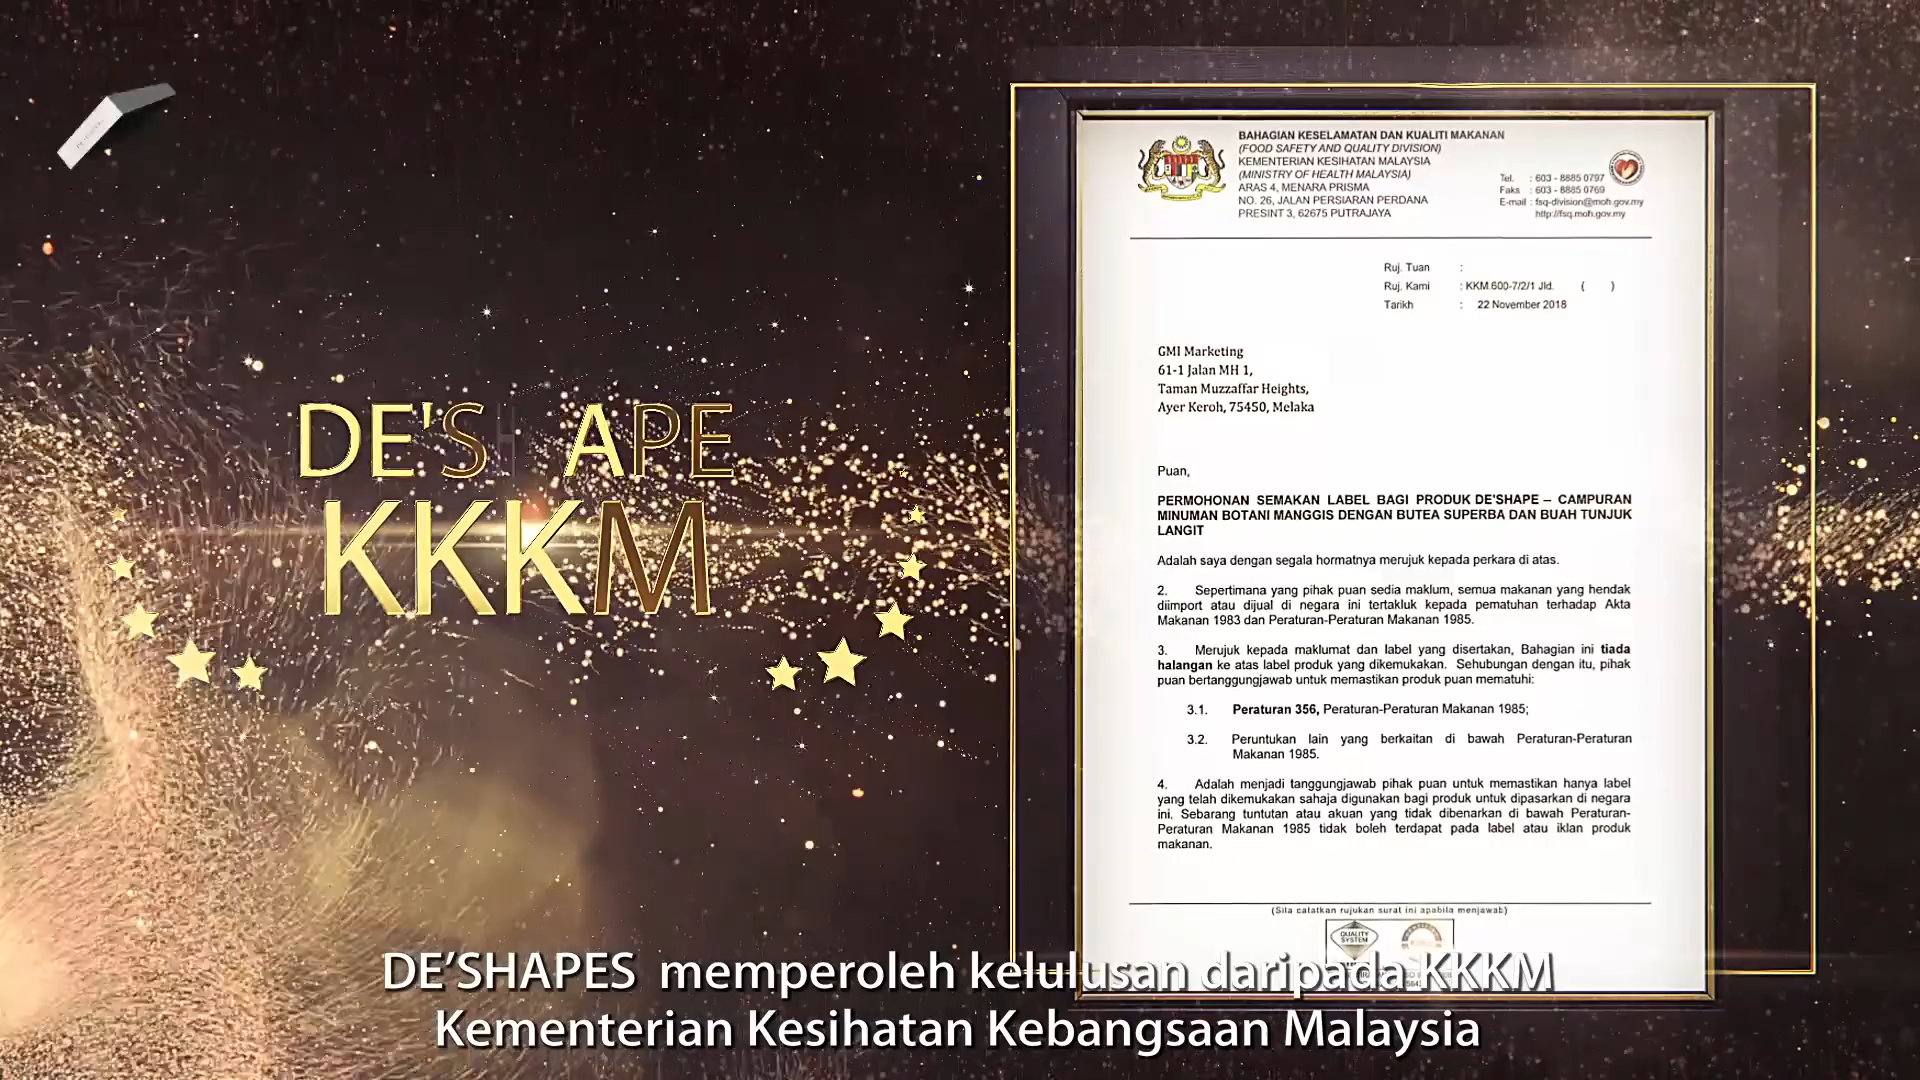 DE'S APE
KKKM
BAHAGIAN KESELAMATAN DAN KUALITI MAKANAN
(FOOD SAFETY AND QUALITY DIVISION)
KEMENTERIAN KESIHATAN MALAYSIA
(MINISTRY OF HEALTH MALAYSIA)
ARAS 4, MENARA PRISMA
NO. 26, JALAN PERSIARAN PERDANA
PRESINT 3, 62675 PUTRAJAYA
Tel. : 603 - 8885 0797
Faks : 603 - 8885 0769
E-mail : fsq-division@moh.gov.my
http://fsq.moh.gov.my
Ruj. Tuan :
Ruj. Kami : KKM.600-7/2/1 Jld. ( )
Tarikh : 22 November 2018
GMI Marketing
61-1 Jalan MH 1,
Taman Muzzaffar Heights,
Ayer Keroh, 75450, Melaka
Puan,
PERMOHONAN SEMAKAN LABEL BAGI PRODUK DE'SHAPE – CAMPURAN
MINUMAN BOTANI MANGGIS DENGAN BUTEA SUPERBA DAN BUAH TUNJUK
LANGIT
Adalah saya dengan segala hormatnya merujuk kepada perkara di atas.
2. Sepertimana yang pihak puan sedia maklum, semua makanan yang hendak
diimport atau dijual di negara ini tertakluk kepada pematuhan terhadap Akta
Makanan 1983 dan Peraturan-Peraturan Makanan 1985.
3. Merujuk kepada maklumat dan label yang disertakan, Bahagian ini tiada
halangan ke atas label produk yang dikemukakan. Sehubungan dengan itu, pihak
puan bertanggungjawab untuk memastikan produk puan mematuhi:
3.1. Peraturan 356, Peraturan-Peraturan Makanan 1985;
3.2. Peruntukan lain yang berkaitan di bawah Peraturan-Peraturan
Makanan 1985.
4. Adalah menjadi tanggungjawab pihak puan untuk memastikan hanya label
yang telah dikemukakan sahaja digunakan bagi produk untuk dipasarkan di negara
ini. Sebarang tuntutan atau akuan yang tidak dibenarkan di bawah Peraturan-
Peraturan Makanan 1985 tidak boleh terdapat pada label atau iklan produk
makanan.
(Sila catatkan rujukan surat ini apabila menjawab)
QUALITY
SYSTEM
DE'SHAPES memperoleh kelulusan daripada KKKM
Kementerian Kesihatan Kebangsaan Malaysia